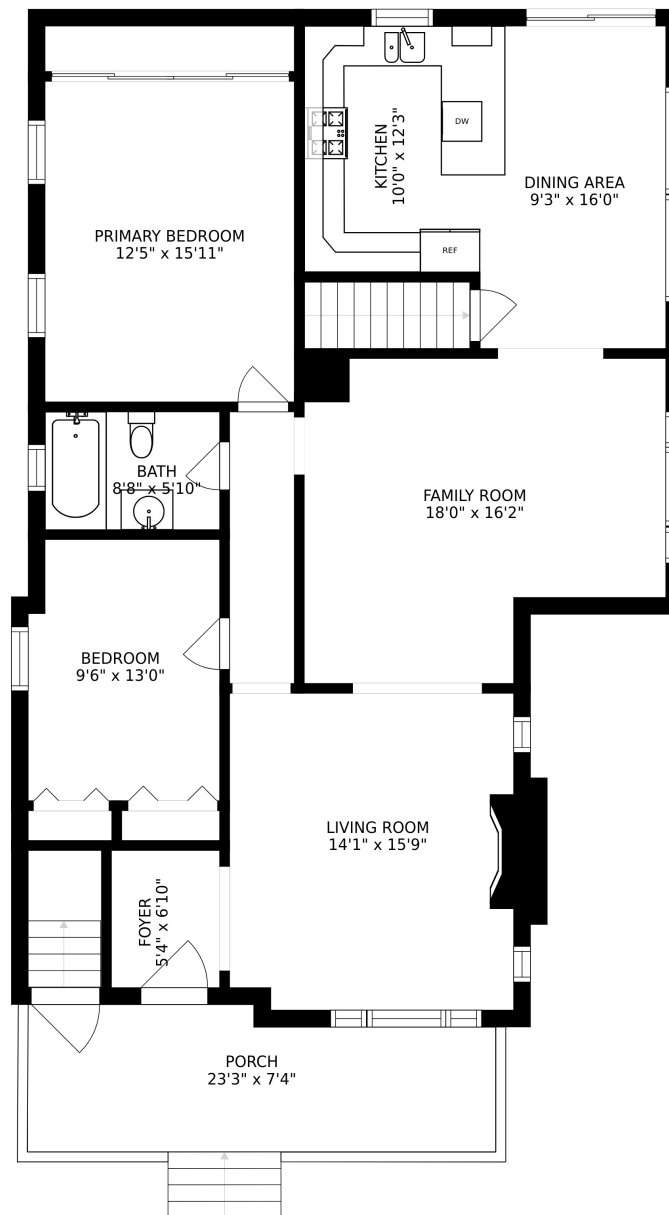 KITCHEN
10'0" x 12'3"
DW
DINING AREA
9'3" x 16'0"
PRIMARY BEDROOM
12'5" x 15'11"
REF
BATH
8'8" x 5'10"
FAMILY ROOM
18'0" x 16'2"
BEDROOM
9'6" x 13'0"
LIVING ROOM
14'1" x 15'9"
FOYER
5'4" x 6'10"
PORCH
23'3" x 7'4"